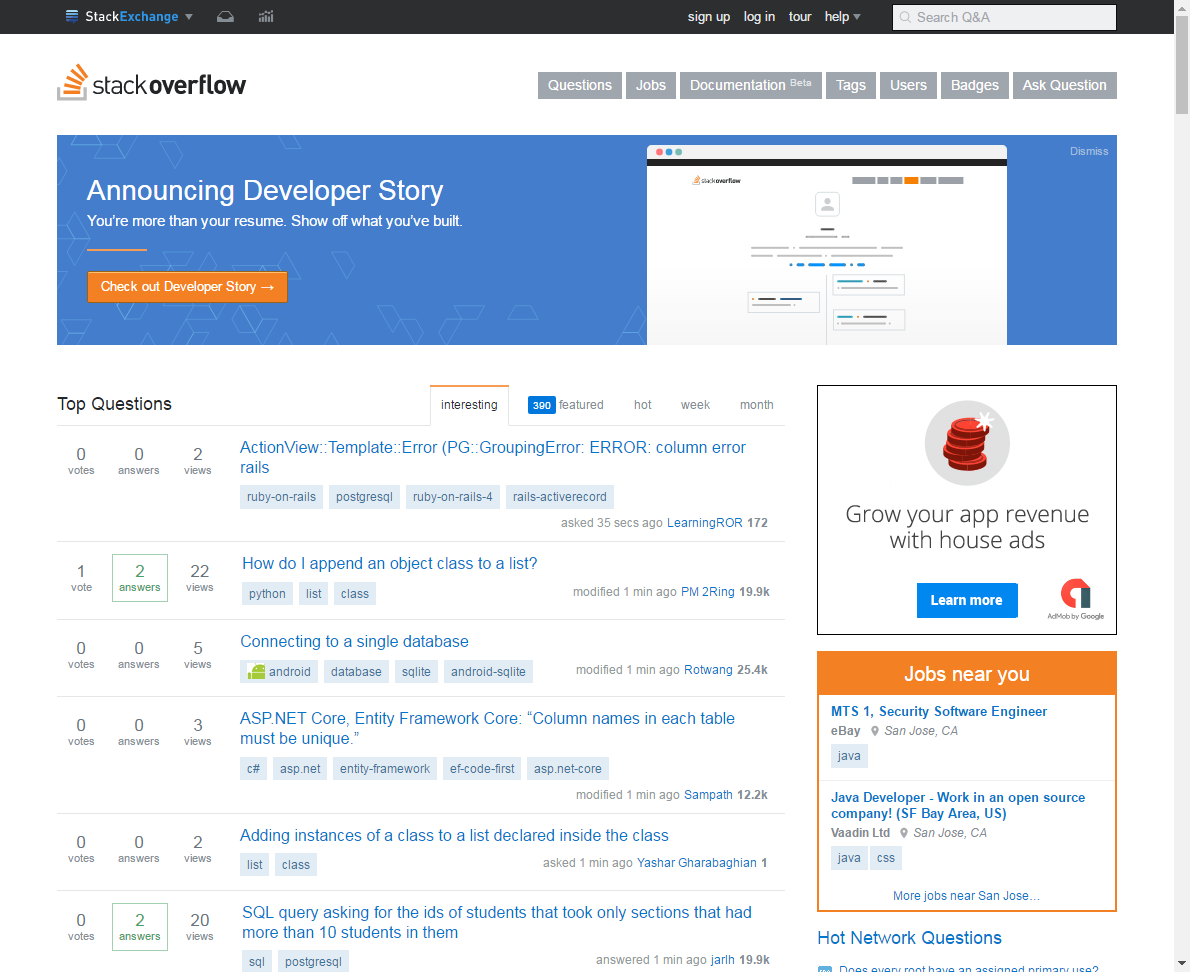 StackExchange
sign up log in tour help
Search Q&A
stackoverflow
Questions Jobs Documentation Beta Tags Users Badges Ask Question
Dismiss
stackoverflow
Announcing Developer Story
You're more than your resume. Show off what you've built.
Check out Developer Story →
Top Questions
interesting 390 featured hot week month
0 votes 0 answers 2 views
ActionView::Template::Error (PG::GroupingError: ERROR: column error
rails
ruby-on-rails postgresql ruby-on-rails-4 rails-activerecord
asked 35 secs ago LearningROR 172
1 vote 2 answers 22 views
How do I append an object class to a list?
python list class
modified 1 min ago PM 2Ring 19.9k
0 votes 0 answers 5 views
Connecting to a single database
android database sqlite android-sqlite
modified 1 min ago Rotwang 25.4k
0 votes 0 answers 3 views
ASP.NET Core, Entity Framework Core: “Column names in each table
must be unique.”
c# asp.net entity-framework ef-code-first asp.net-core
modified 1 min ago Sampath 12.2k
0 votes 0 answers 2 views
Adding instances of a class to a list declared inside the class
list class
asked 1 min ago Yashar Gharabaghian 1
0 votes 2 answers 20 views
SQL query asking for the ids of students that took only sections that had
more than 10 students in them
sql postgresql
answered 1 min ago jarlh 19.9k
Grow your app revenue
with house ads
Learn more
AdMob by Google
Jobs near you
MTS 1, Security Software Engineer
eBay San Jose, CA
java
Java Developer - Work in an open source
company! (SF Bay Area, US)
Vaadin Ltd San Jose, CA
java css
More jobs near San Jose…
Hot Network Questions
Does every root have an assigned primary use?